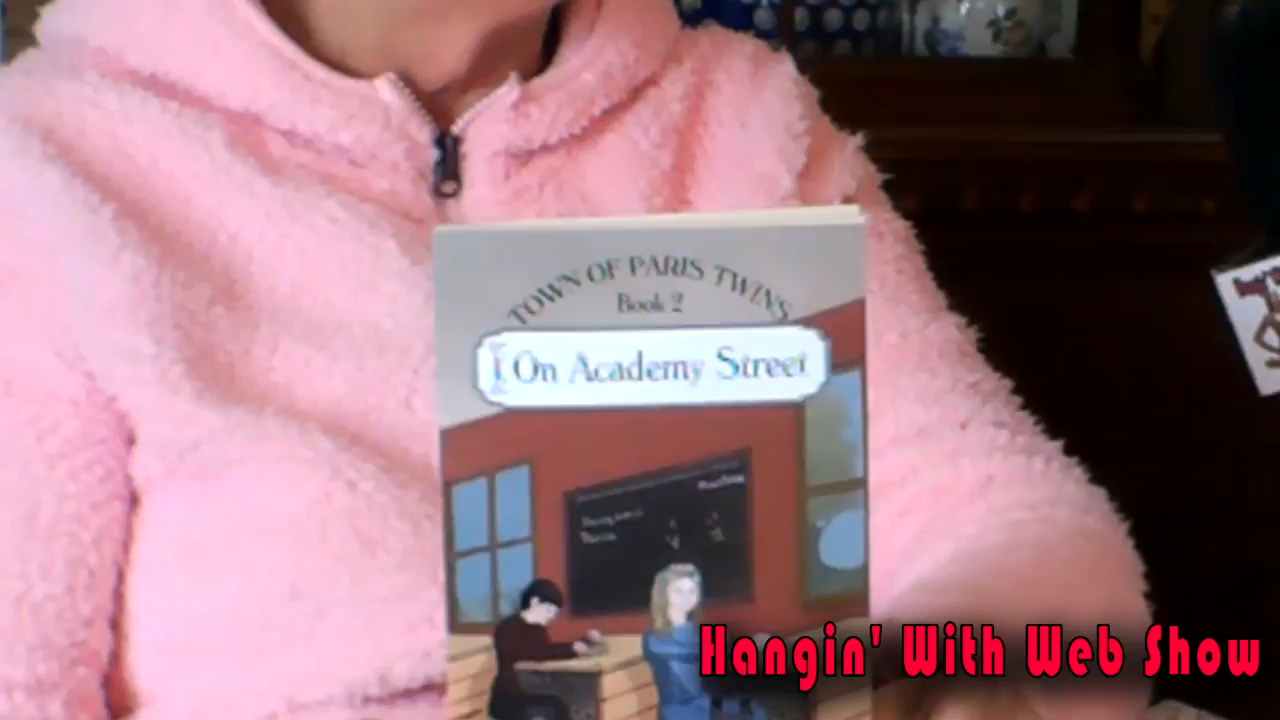 TOWN OF PARIS TWINS
Book 2
On Academy Street
Hangin' With Web Show